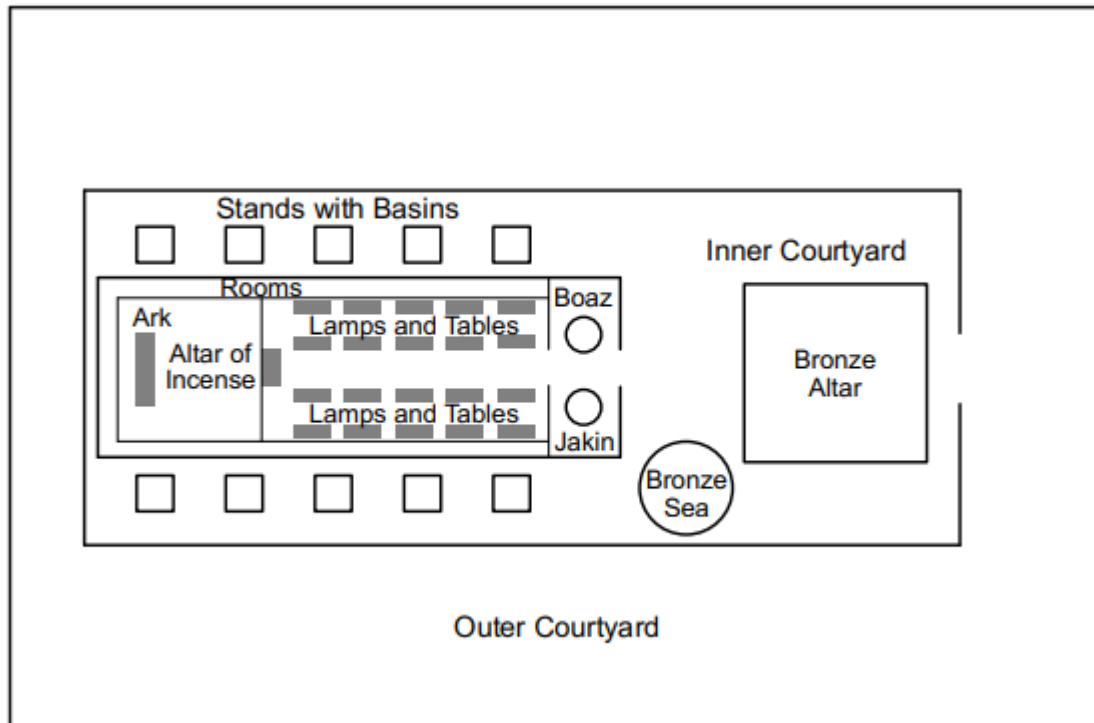 Stands with Basins
Inner Courtyard
Rooms
Boaz
Ark
Lamps and Tables
Altar of
Incense
Bronze
Altar
Lamps and Tables
Jakin
Bronze
Sea
Outer Courtyard